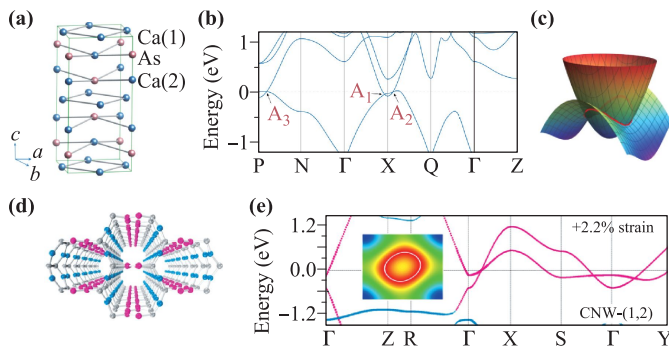 (a)
Ca(1)
As
Ca(2)
c
a
b
(b)
Energy (eV)
1
0
−1
A₁
A₂
A₃
P N Γ X Q Γ Z
(c)
(d)
(e)
Energy (eV)
1.2
0.0
−1.2
+2.2% strain
CNW-(1,2)
Γ Z R Γ X S Γ Y